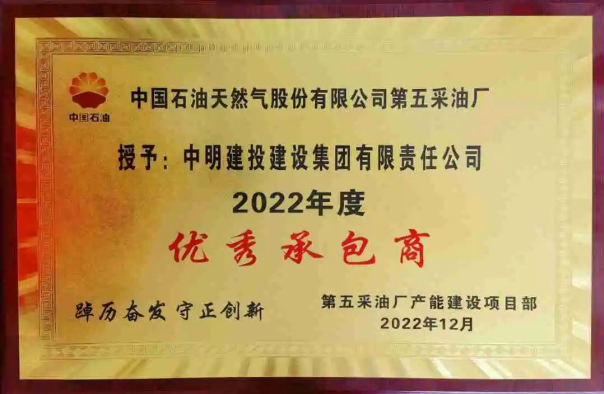 中国石油
中国石油天然气股份有限公司第五采油厂
授予：中明建投建设集团有限责任公司
2022年度
优秀承包商
踔历奋发 守正创新
第五采油厂产能建设项目部
2022年12月